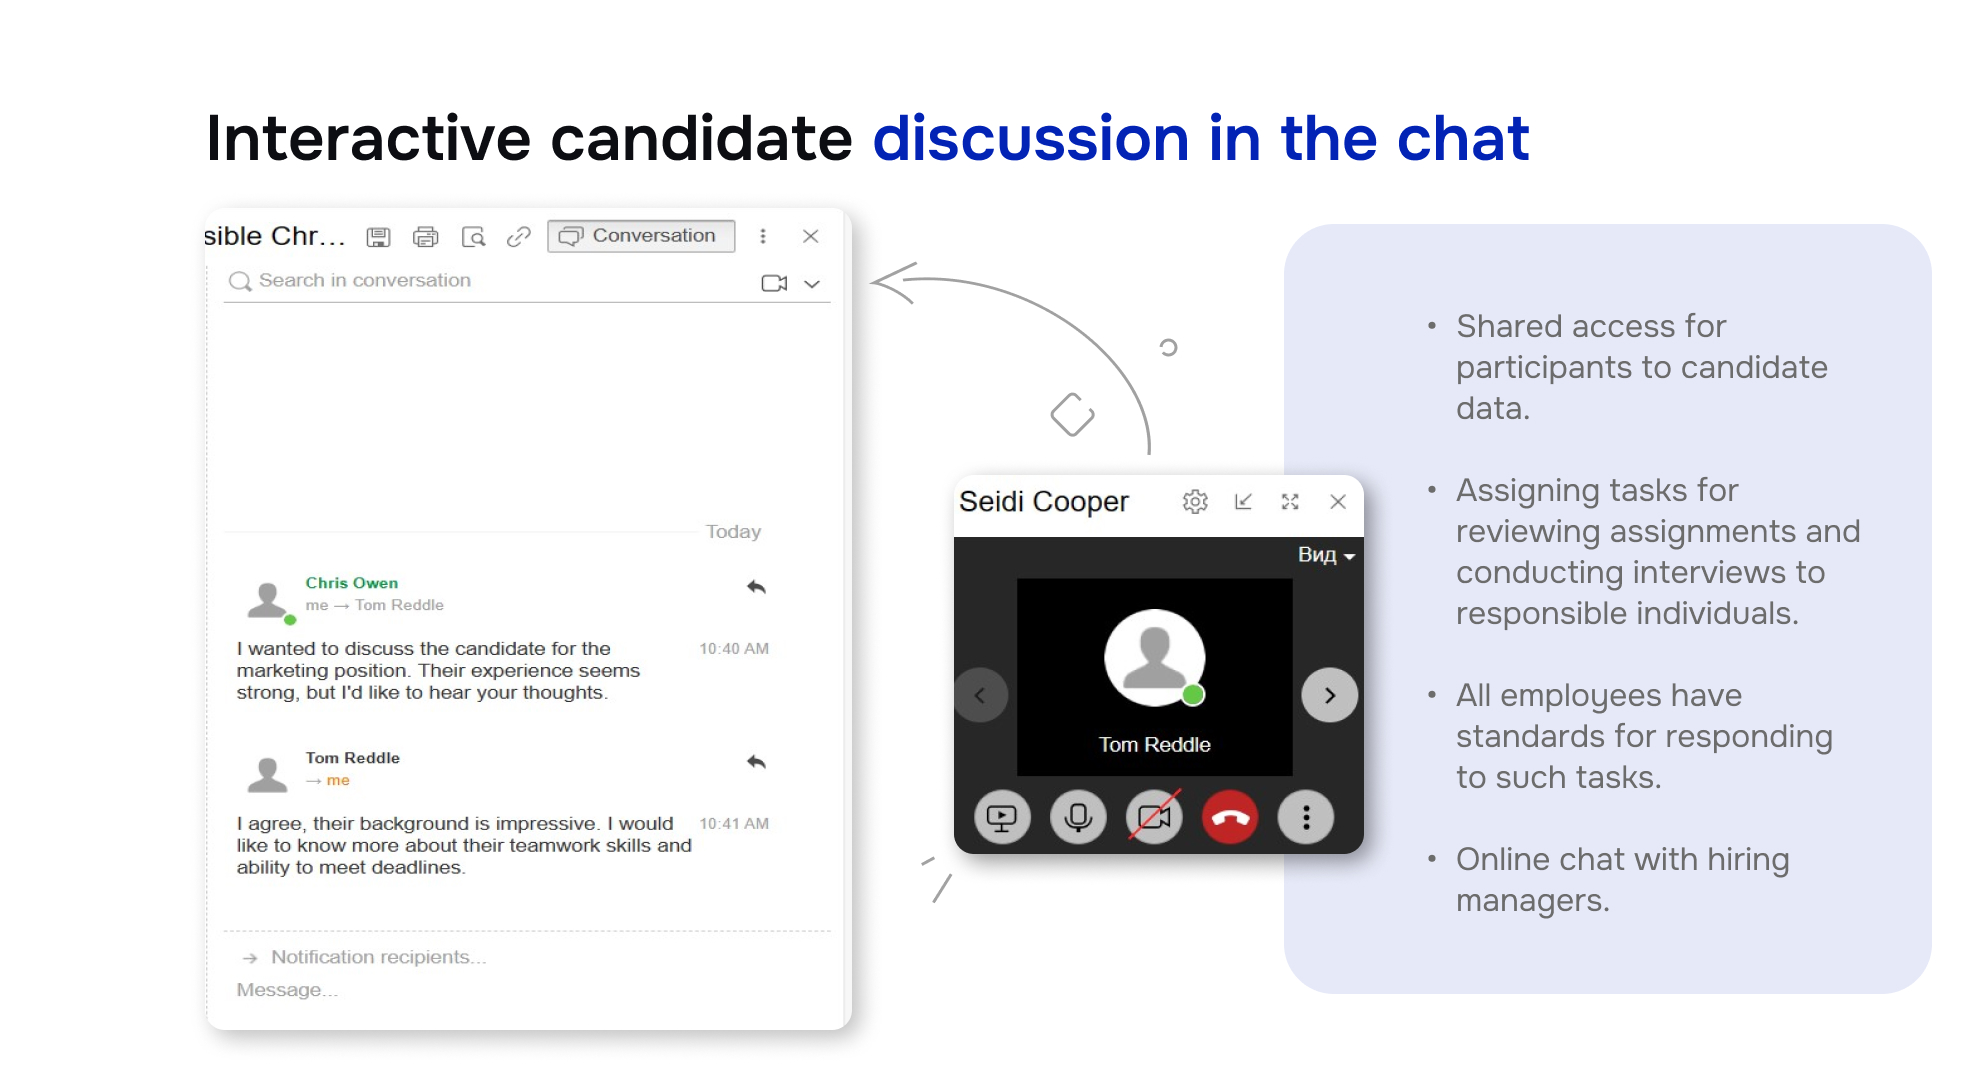 Interactive candidate discussion in the chat
sible Chr...
Conversation
Search in conversation
Today
Chris Owen
me → Tom Reddle
I wanted to discuss the candidate for the
marketing position. Their experience seems
strong, but I'd like to hear your thoughts.
10:40 AM
Tom Reddle
→ me
I agree, their background is impressive. I would
like to know more about their teamwork skills and
ability to meet deadlines.
10:41 AM
→ Notification recipients...
Message...
Seidi Cooper
Вид
Tom Reddle
• Shared access for
participants to candidate
data.
• Assigning tasks for
reviewing assignments and
conducting interviews to
responsible individuals.
• All employees have
standards for responding
to such tasks.
• Online chat with hiring
managers.